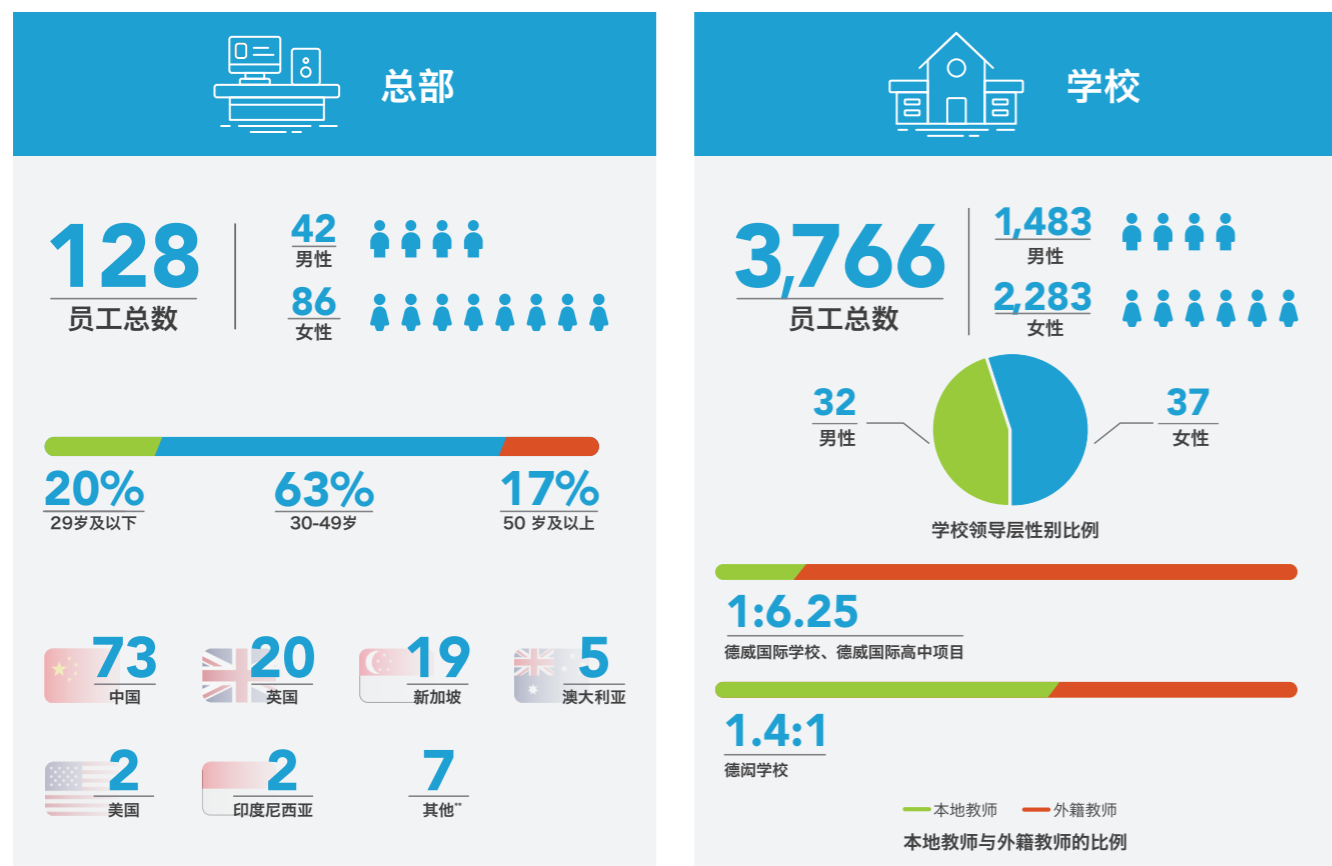 总部
128
员工总数
42
男性
86
女性
20%
29岁及以下
63%
30-49岁
17%
50 岁及以上
73
中国
20
英国
19
新加坡
5
澳大利亚
2
美国
2
印度尼西亚
7
其他**
学校
3,766
员工总数
1,483
男性
2,283
女性
32
男性
37
女性
学校领导层性别比例
1:6.25
德威国际学校、德威国际高中项目
1.4:1
德闳学校
本地教师 外籍教师
本地教师与外籍教师的比例